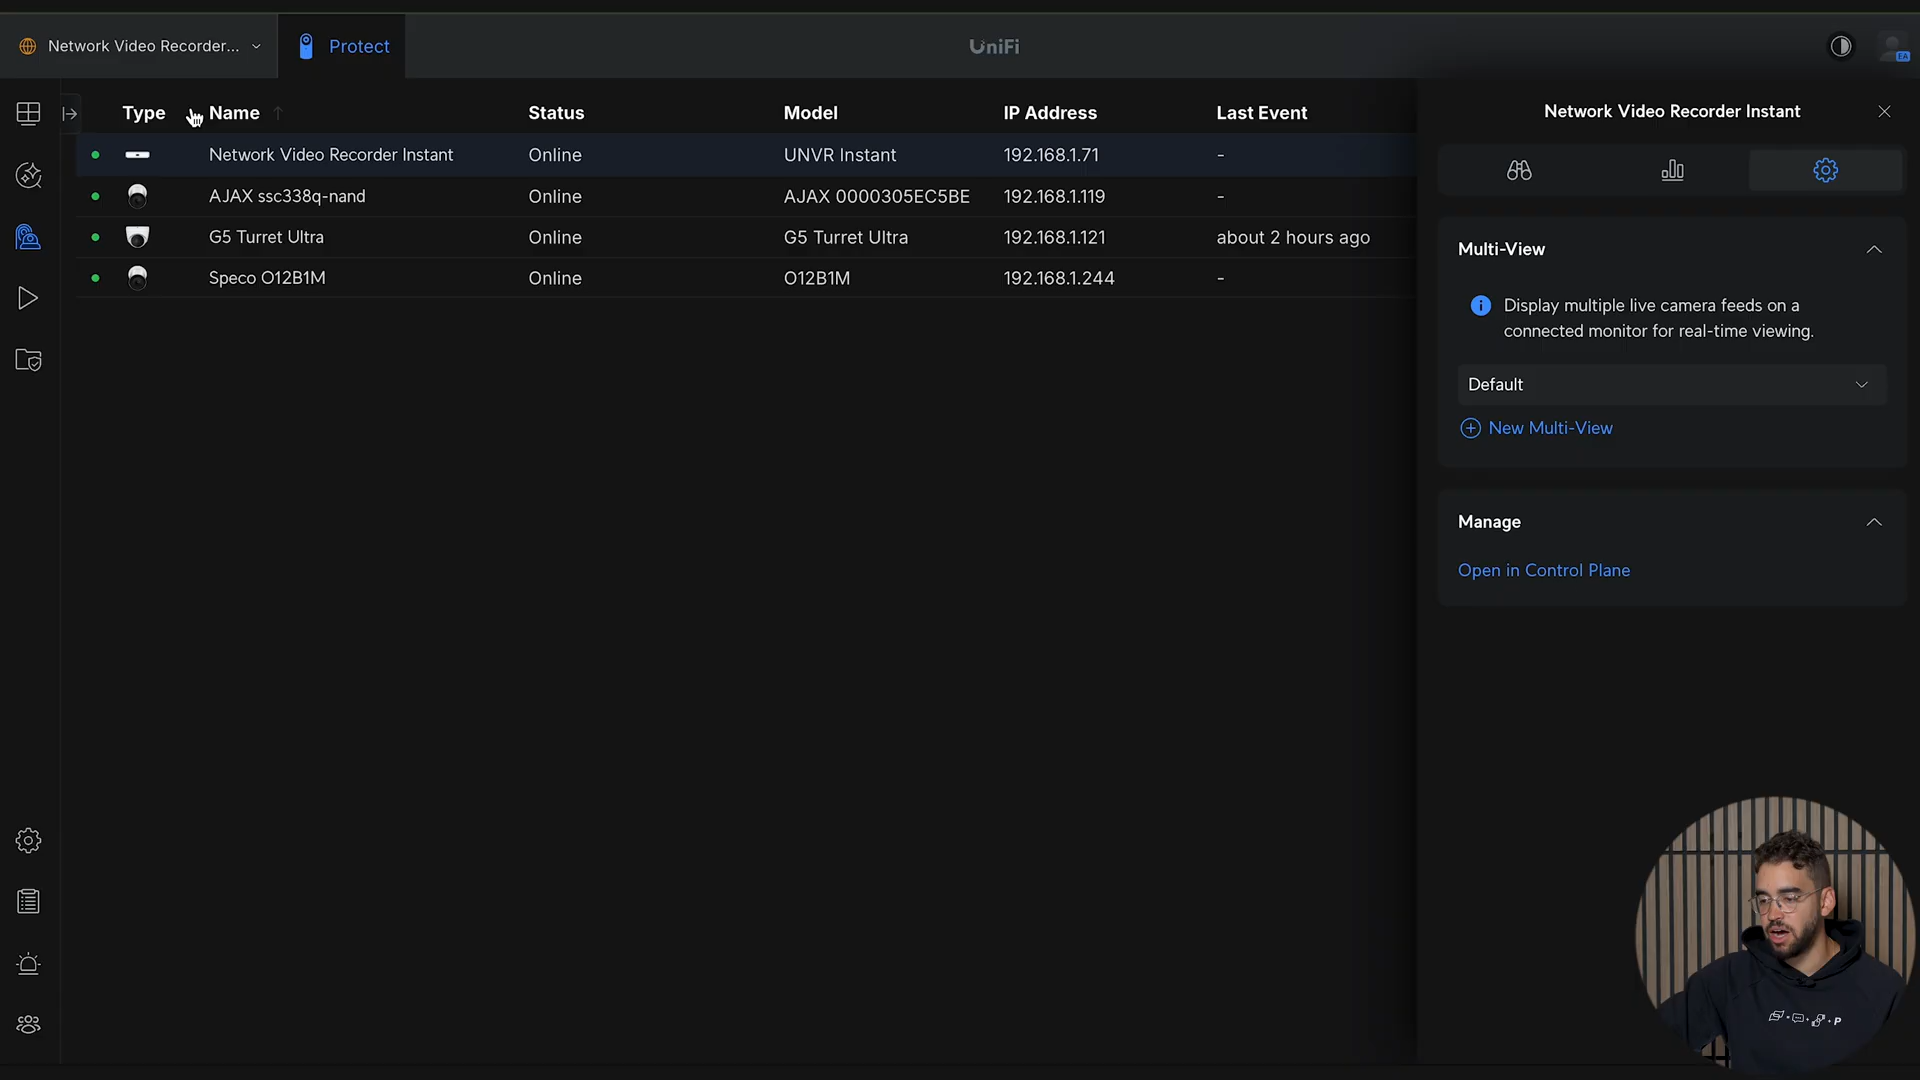 Network Video Recorder...
Protect
UniFi
EA
Type Name Status Model IP Address Last Event
Network Video Recorder Instant Online UNVR Instant 192.168.1.71 -
AJAX ssc338q-nand Online AJAX 0000305EC5BE 192.168.1.119 -
G5 Turret Ultra Online G5 Turret Ultra 192.168.1.121 about 2 hours ago
Speco O12B1M Online O12B1M 192.168.1.244 -
Network Video Recorder Instant
Multi-View
Display multiple live camera feeds on a
connected monitor for real-time viewing.
Default
New Multi-View
Manage
Open in Control Plane
P